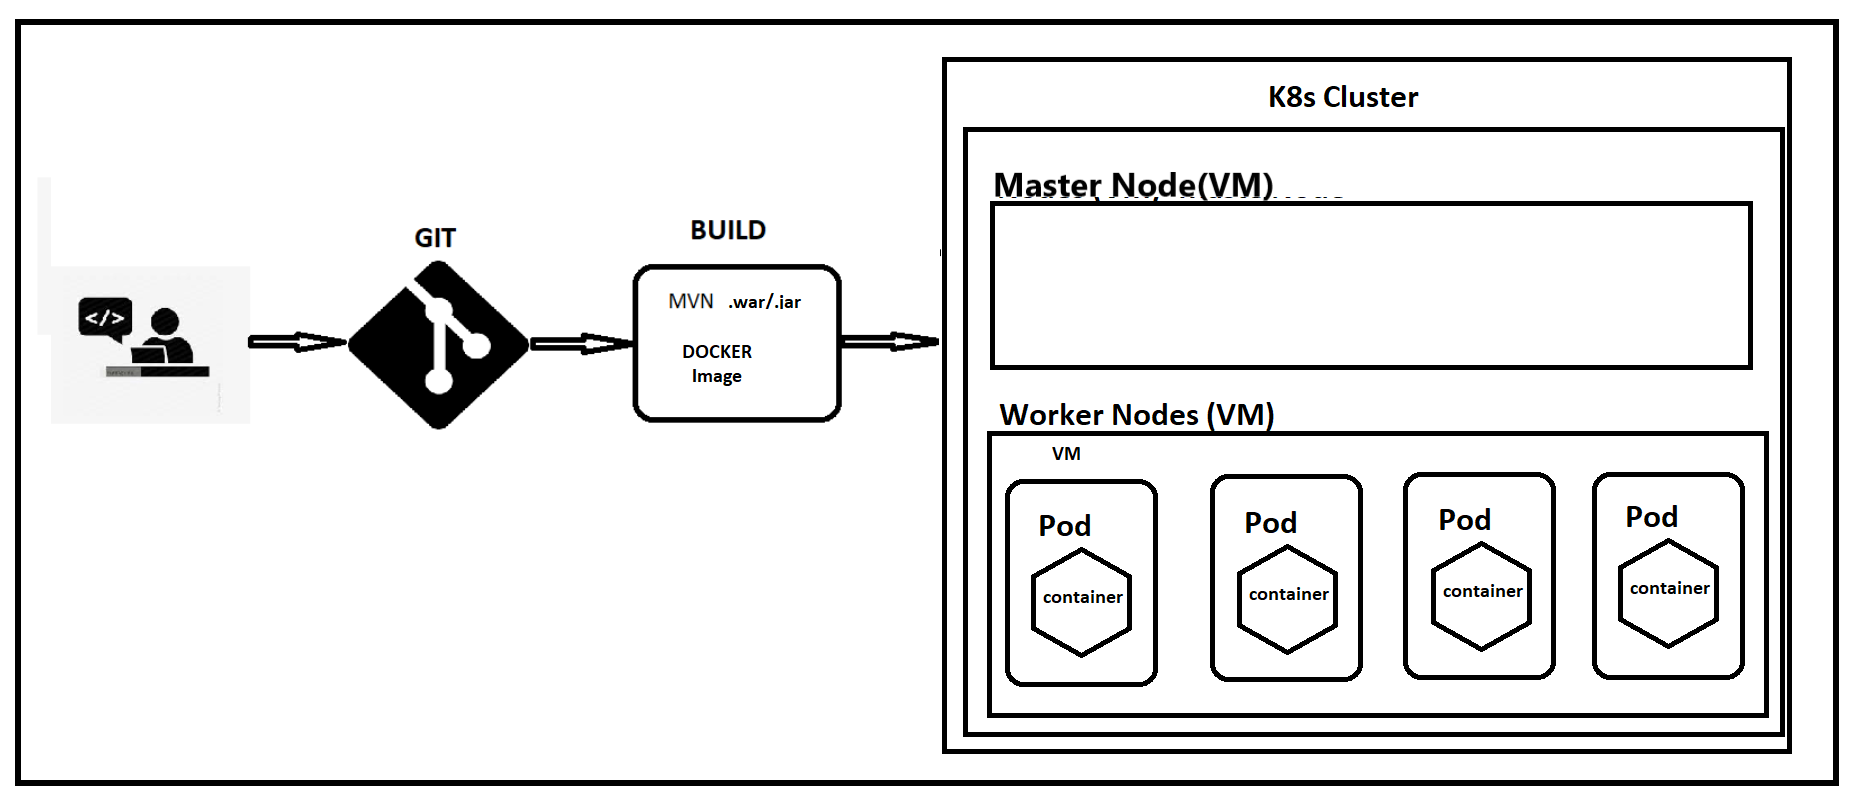 K8s Cluster
Master Node(VM)
GIT
BUILD
</>
MVN .war/.jar
DOCKER
Image
Worker Nodes (VM)
VM
Pod
container
Pod
container
Pod
container
Pod
container